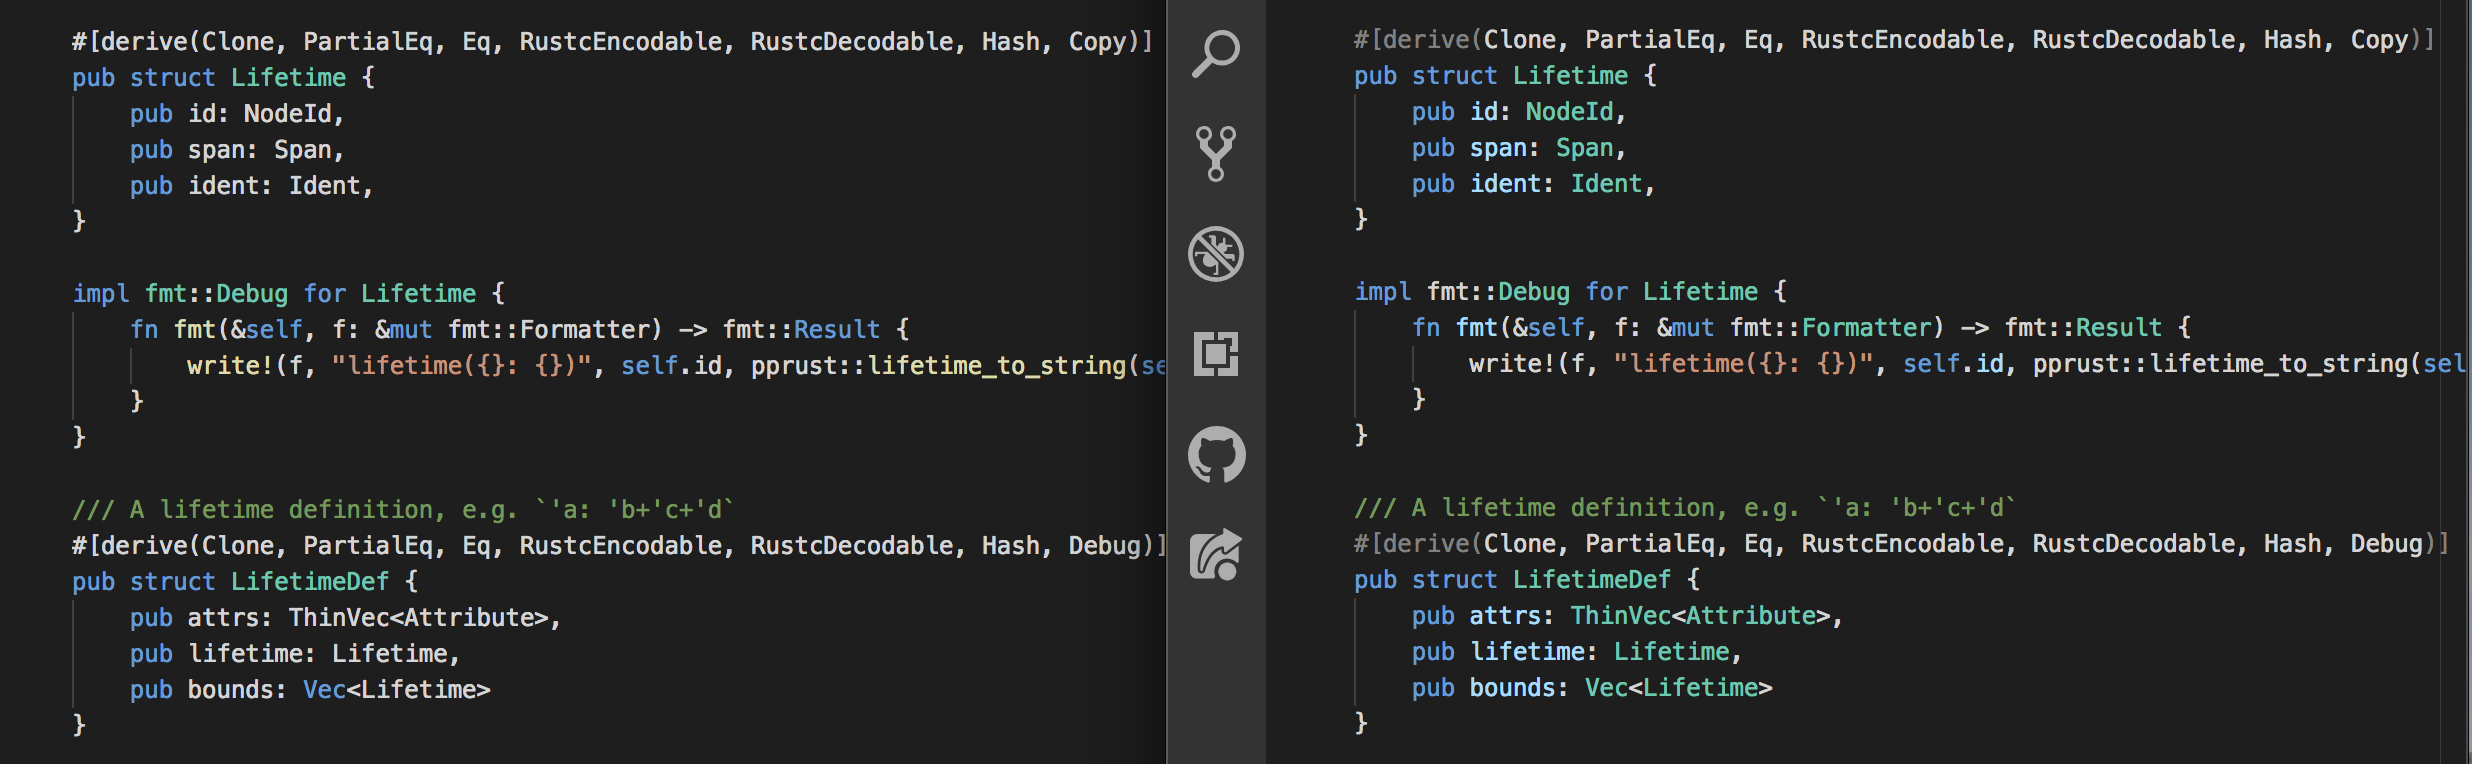 #[derive(Clone, PartialEq, Eq, RustcEncodable, RustcDecodable, Hash, Copy)]
pub struct Lifetime {
    pub id: NodeId,
    pub span: Span,
    pub ident: Ident,
}

impl fmt::Debug for Lifetime {
    fn fmt(&self, f: &mut fmt::Formatter) -> fmt::Result {
        write!(f, "lifetime({}: {})", self.id, pprust::lifetime_to_string(se
    }
}

/// A lifetime definition, e.g. `'a: 'b+'c+'d`
#[derive(Clone, PartialEq, Eq, RustcEncodable, RustcDecodable, Hash, Debug)]
pub struct LifetimeDef {
    pub attrs: ThinVec<Attribute>,
    pub lifetime: Lifetime,
    pub bounds: Vec<Lifetime>
}

#[derive(Clone, PartialEq, Eq, RustcEncodable, RustcDecodable, Hash, Copy)]
pub struct Lifetime {
    pub id: NodeId,
    pub span: Span,
    pub ident: Ident,
}

impl fmt::Debug for Lifetime {
    fn fmt(&self, f: &mut fmt::Formatter) -> fmt::Result {
        write!(f, "lifetime({}: {})", self.id, pprust::lifetime_to_string(sel
    }
}

/// A lifetime definition, e.g. `'a: 'b+'c+'d`
#[derive(Clone, PartialEq, Eq, RustcEncodable, RustcDecodable, Hash, Debug)]
pub struct LifetimeDef {
    pub attrs: ThinVec<Attribute>,
    pub lifetime: Lifetime,
    pub bounds: Vec<Lifetime>
}